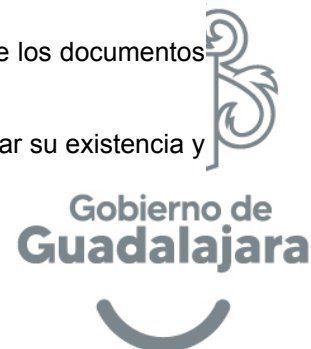 e los documentos
ar su existencia y
Gobierno de
Guadalajara